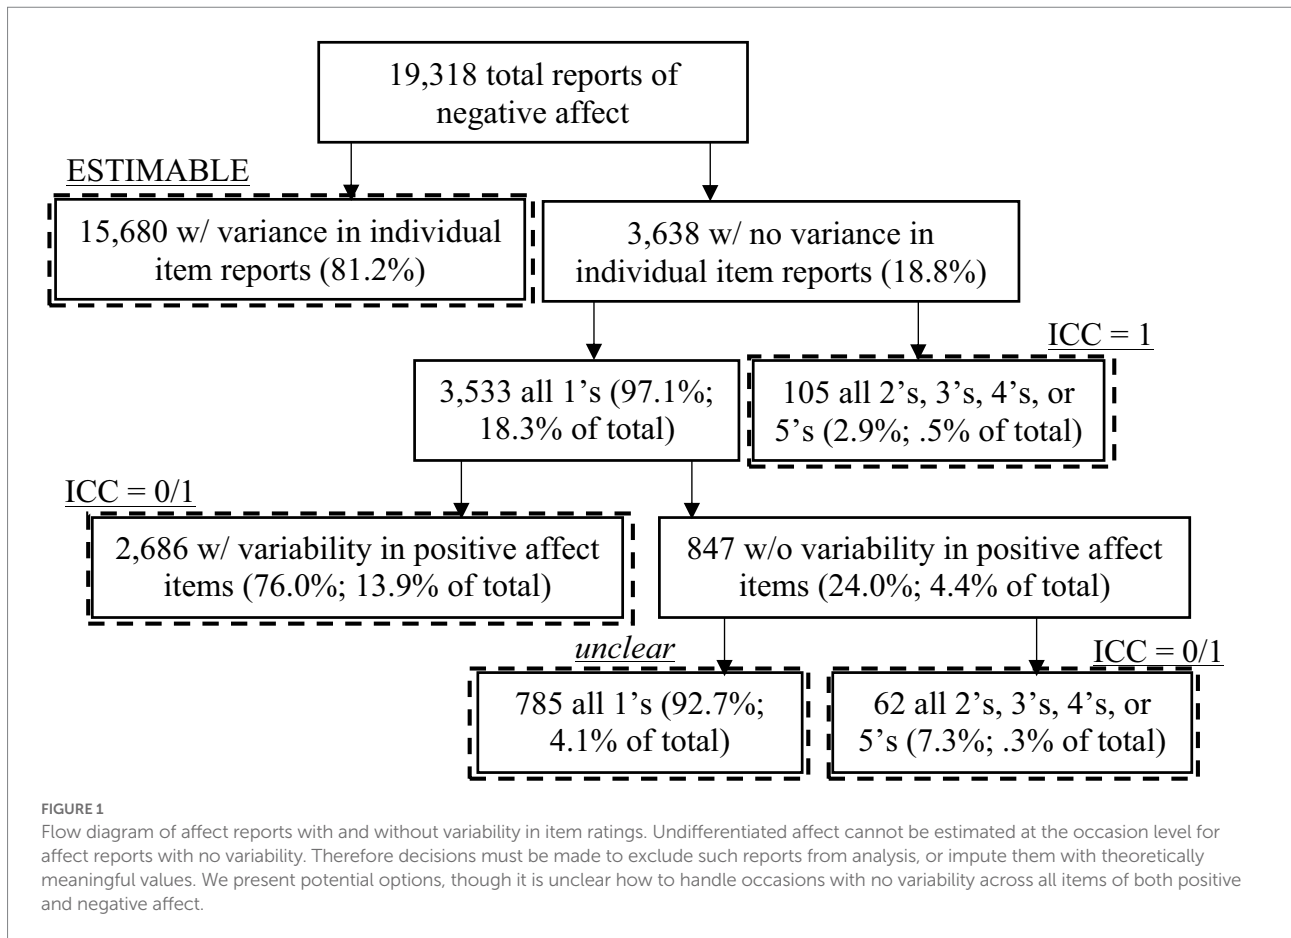 19,318 total reports of
negative affect
ESTIMABLE
15,680 w/ variance in individual
item reports (81.2%)
3,638 w/ no variance in
individual item reports (18.8%)
ICC = 1
3,533 all 1’s (97.1%;
18.3% of total)
105 all 2’s, 3’s, 4’s, or
5’s (2.9%; .5% of total)
ICC = 0/1
2,686 w/ variability in positive affect
items (76.0%; 13.9% of total)
847 w/o variability in positive affect
items (24.0%; 4.4% of total)
unclear
ICC = 0/1
785 all 1’s (92.7%;
4.1% of total)
62 all 2’s, 3’s, 4’s, or
5’s (7.3%; .3% of total)
FIGURE 1
Flow diagram of affect reports with and without variability in item ratings. Undifferentiated affect cannot be estimated at the occasion level for
affect reports with no variability. Therefore decisions must be made to exclude such reports from analysis, or impute them with theoretically
meaningful values. We present potential options, though it is unclear how to handle occasions with no variability across all items of both positive
and negative affect.